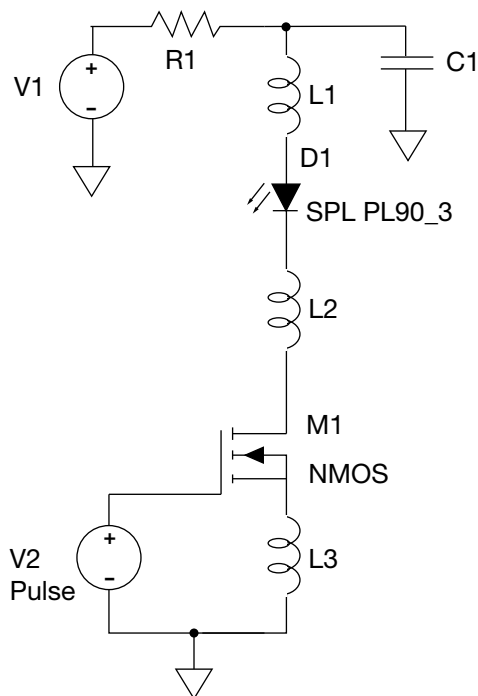 R1
V1
+
-
L1
C1
D1
SPL PL90_3
L2
M1
NMOS
V2
Pulse
+
-
L3